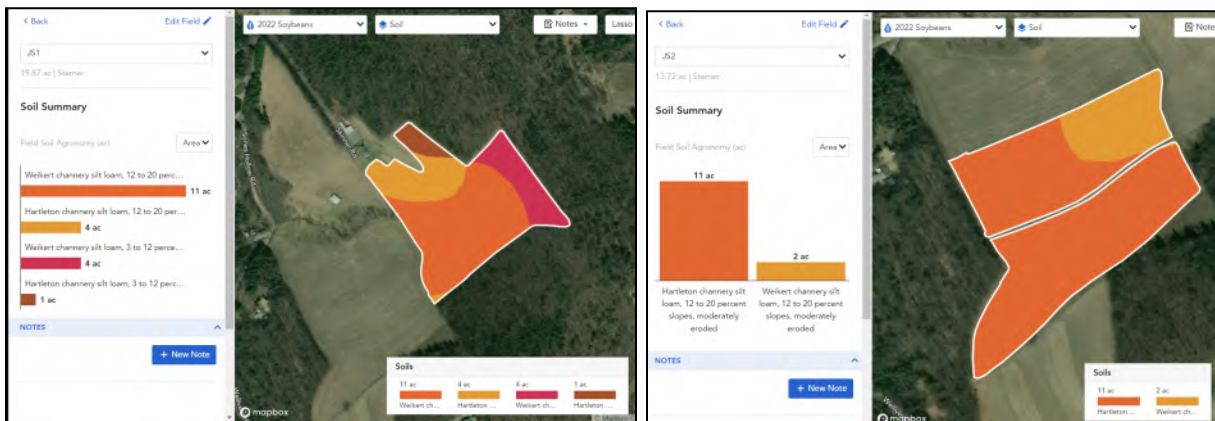 < Back
Edit Field
JS1
19.87 ac | Sterner
Soil Summary
Field Soil Agronomy (ac)
Area
Weikert channery silt loam, 12 to 20 perc...
11 ac
Hartleton channery silt loam, 12 to 20 per...
4 ac
Weikert channery silt loam, 3 to 12 perce...
4 ac
Hartleton channery silt loam, 3 to 12 perc...
1 ac
NOTES
+ New Note
2022 Soybeans
Soil
Notes
Lasso
Soils
11 ac 4 ac 4 ac 1 ac
Weikert ch... Hartleton ... Weikert ch... Hartleton ...
mapbox
© Mapbox
< Back
Edit Field
JS2
13.72 ac | Sterner
Soil Summary
Field Soil Agronomy (ac)
Area
11 ac
2 ac
Hartleton channery silt
loam, 12 to 20 percent
slopes, moderately
eroded
Weikert channery silt
loam, 12 to 20 percent
slopes, moderately
eroded
NOTES
+ New Note
2022 Soybeans
Soil
Note
Soils
11 ac 2 ac
Hartleton ... Weikert ch...
mapbox